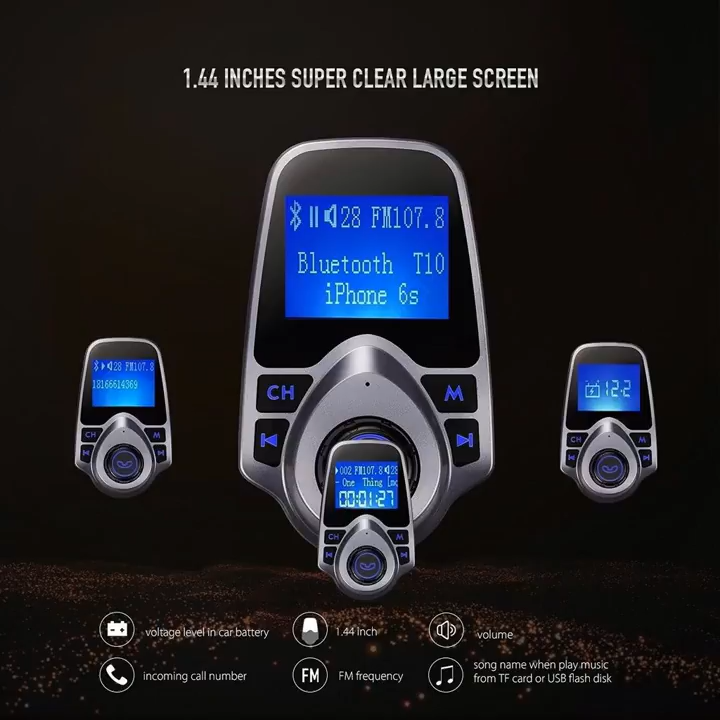 1.44 INCHES SUPER CLEAR LARGE SCREEN
28 FM107.8
Bluetooth T10
iPhone 6s
CH
M
28 FM107.8
18166614369
CH
M
12.2
CH
M
002 FM107.8 28
- One Thing [mo
00:01:27
CH
M
voltage level in car battery
1.44 inch
volume
incoming call number
FM
FM frequency
song name when play music
from TF card or USB flash disk